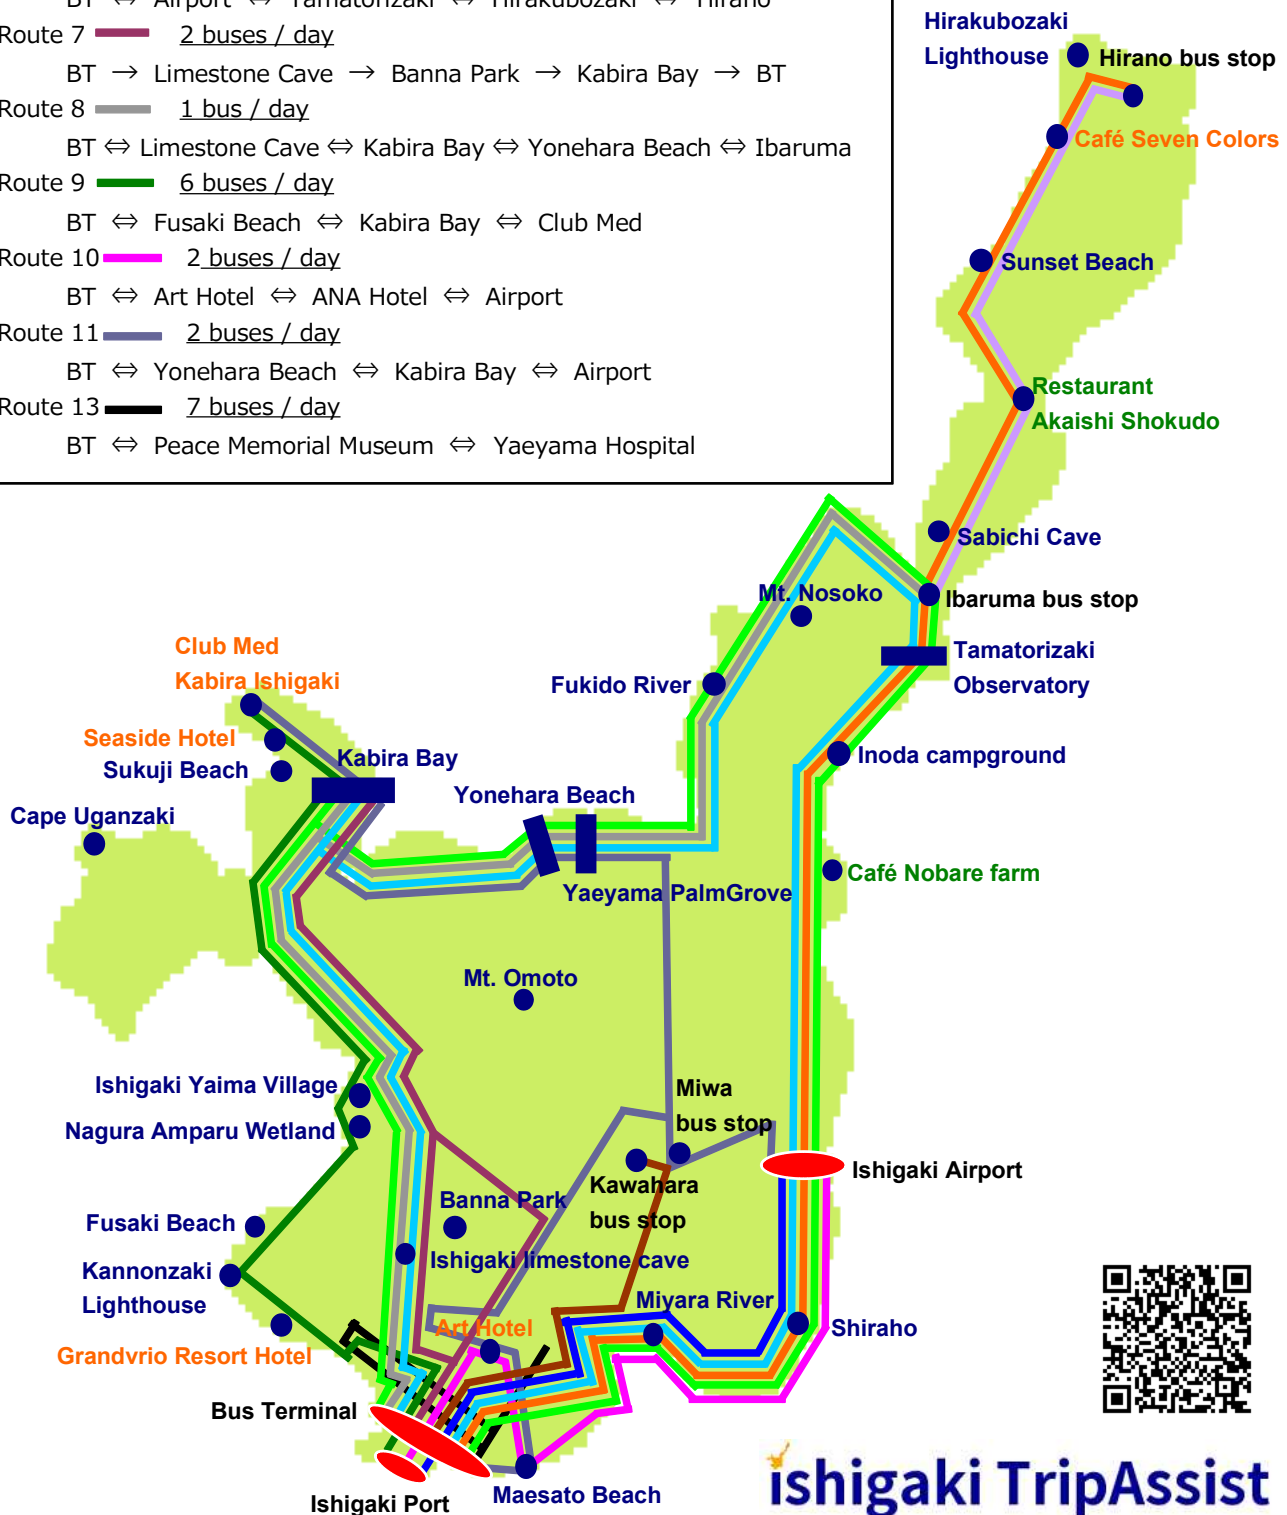 BT ⇔ Airport ⇔ Tamatorizaki ⇔ Hirakubozaki ⇔ Hirano
Route 7 2 buses / day
BT → Limestone Cave → Banna Park → Kabira Bay → BT
Route 8 1 bus / day
BT ⇔ Limestone Cave ⇔ Kabira Bay ⇔ Yonehara Beach ⇔ Ibaruma
Route 9 6 buses / day
BT ⇔ Fusaki Beach ⇔ Kabira Bay ⇔ Club Med
Route 10 2 buses / day
BT ⇔ Art Hotel ⇔ ANA Hotel ⇔ Airport
Route 11 2 buses / day
BT ⇔ Yonehara Beach ⇔ Kabira Bay ⇔ Airport
Route 13 7 buses / day
BT ⇔ Peace Memorial Museum ⇔ Yaeyama Hospital
Hirakubozaki
Lighthouse
Hirano bus stop
Café Seven Colors
Sunset Beach
Restaurant
Akaishi Shokudo
Sabichi Cave
Mt. Nosoko
Ibaruma bus stop
Tamatorizaki
Observatory
Club Med
Kabira Ishigaki
Fukido River
Seaside Hotel
Sukuji Beach
Kabira Bay
Inoda campground
Yonehara Beach
Cape Uganzaki
Café Nobare farm
Yaeyama PalmGrove
Mt. Omoto
Ishigaki Yaima Village
Miwa
bus stop
Nagura Amparu Wetland
Ishigaki Airport
Kawahara
bus stop
Banna Park
Fusaki Beach
Ishigaki limestone cave
Kannonzaki
Lighthouse
Miyara River
Shiraho
Art Hotel
Grandvrio Resort Hotel
Bus Terminal
Ishigaki Port
Maesato Beach
ishigaki TripAssist